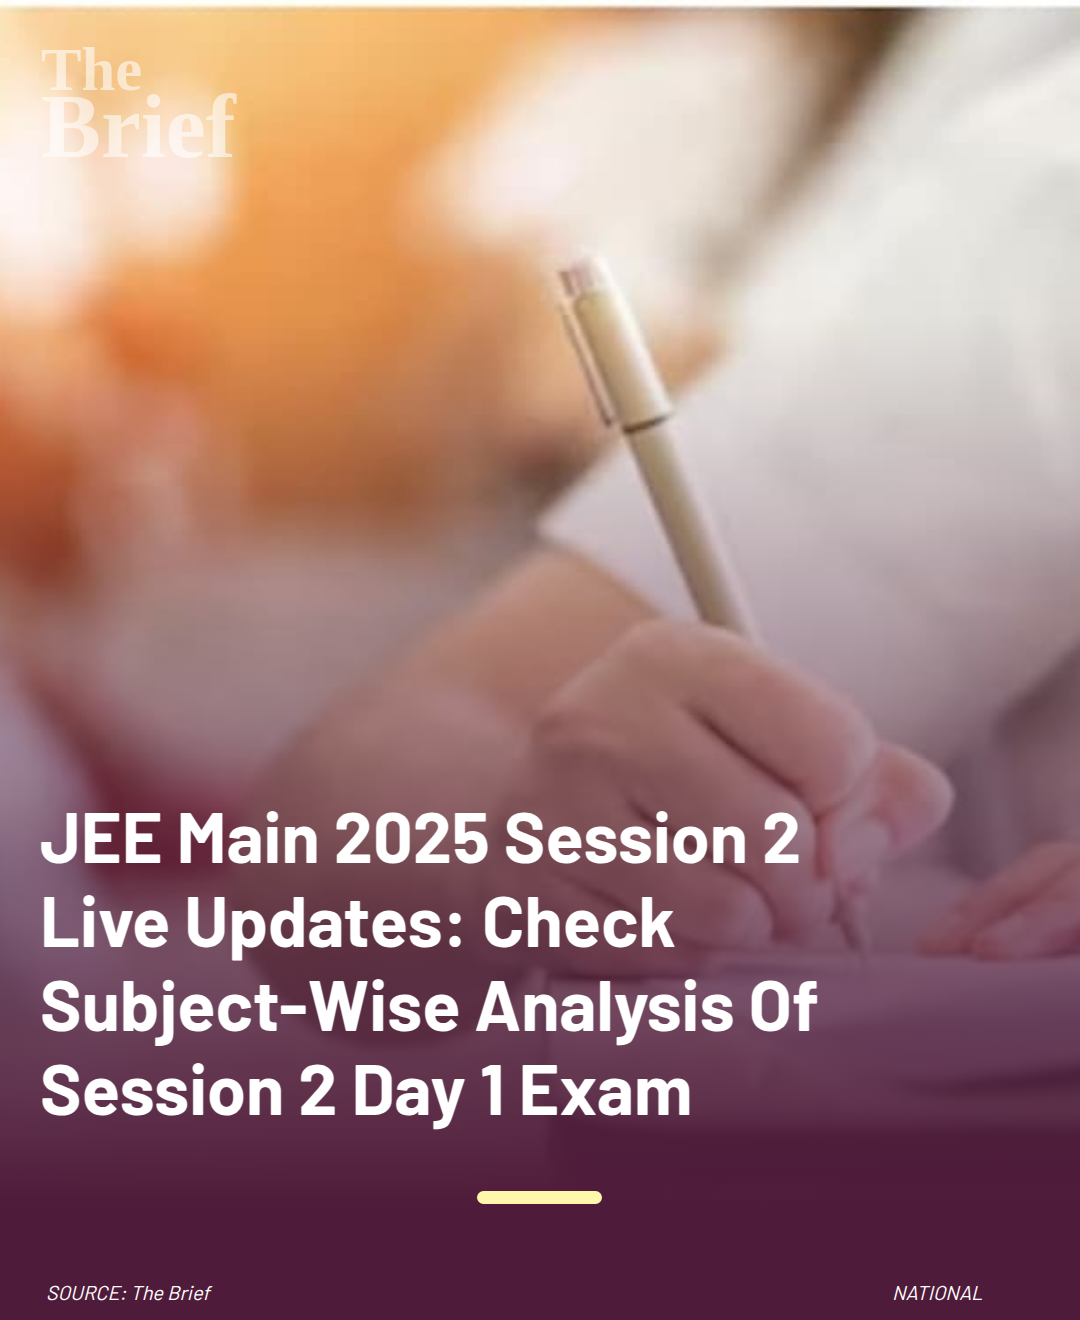 The
Brief
JEE Main 2025 Session 2
Live Updates: Check
Subject-Wise Analysis Of
Session 2 Day 1 Exam
SOURCE: The Brief
NATIONAL